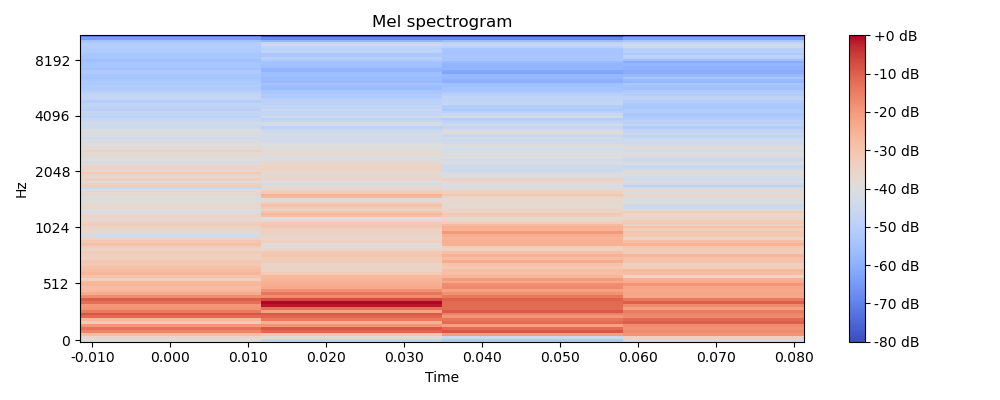 Mel spectrogram
Hz
8192
4096
2048
1024
512
0
-0.010 0.000 0.010 0.020 0.030 0.040 0.050 0.060 0.070 0.080
Time
+0 dB
-10 dB
-20 dB
-30 dB
-40 dB
-50 dB
-60 dB
-70 dB
-80 dB